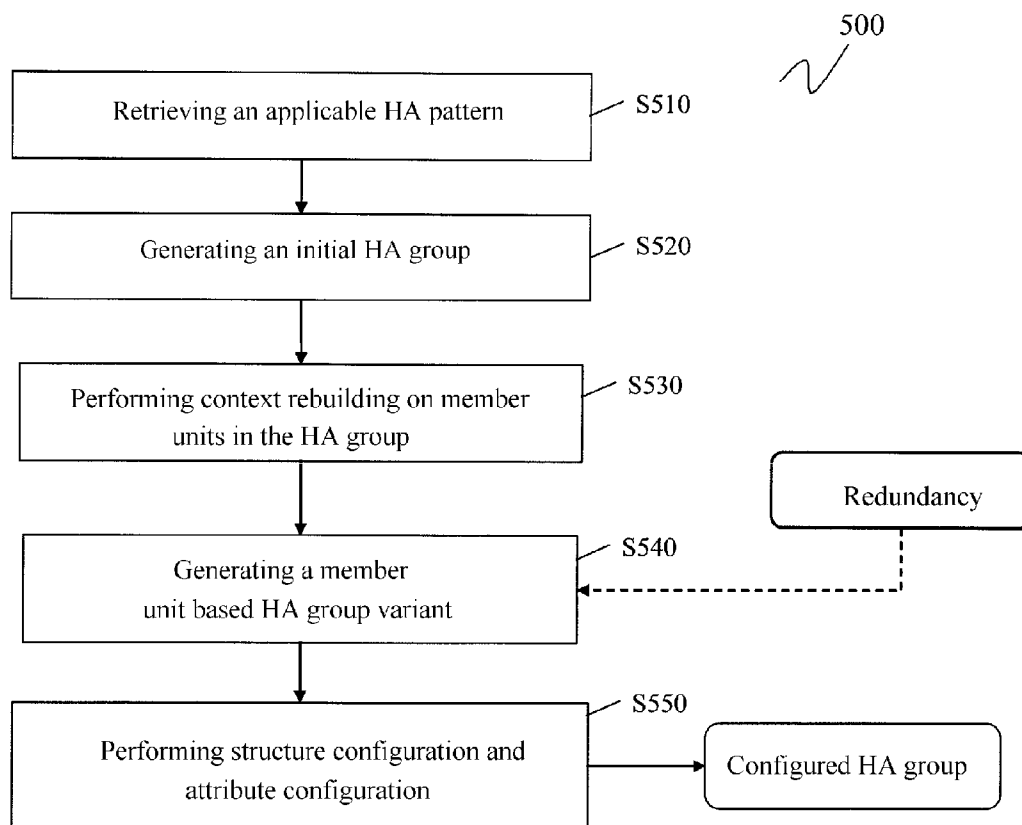 500
Retrieving an applicable HA pattern
S510
Generating an initial HA group
S520
Performing context rebuilding on member
units in the HA group
S530
Redundancy
Generating a member
unit based HA group variant
S540
Performing structure configuration and
attribute configuration
S550
Configured HA group